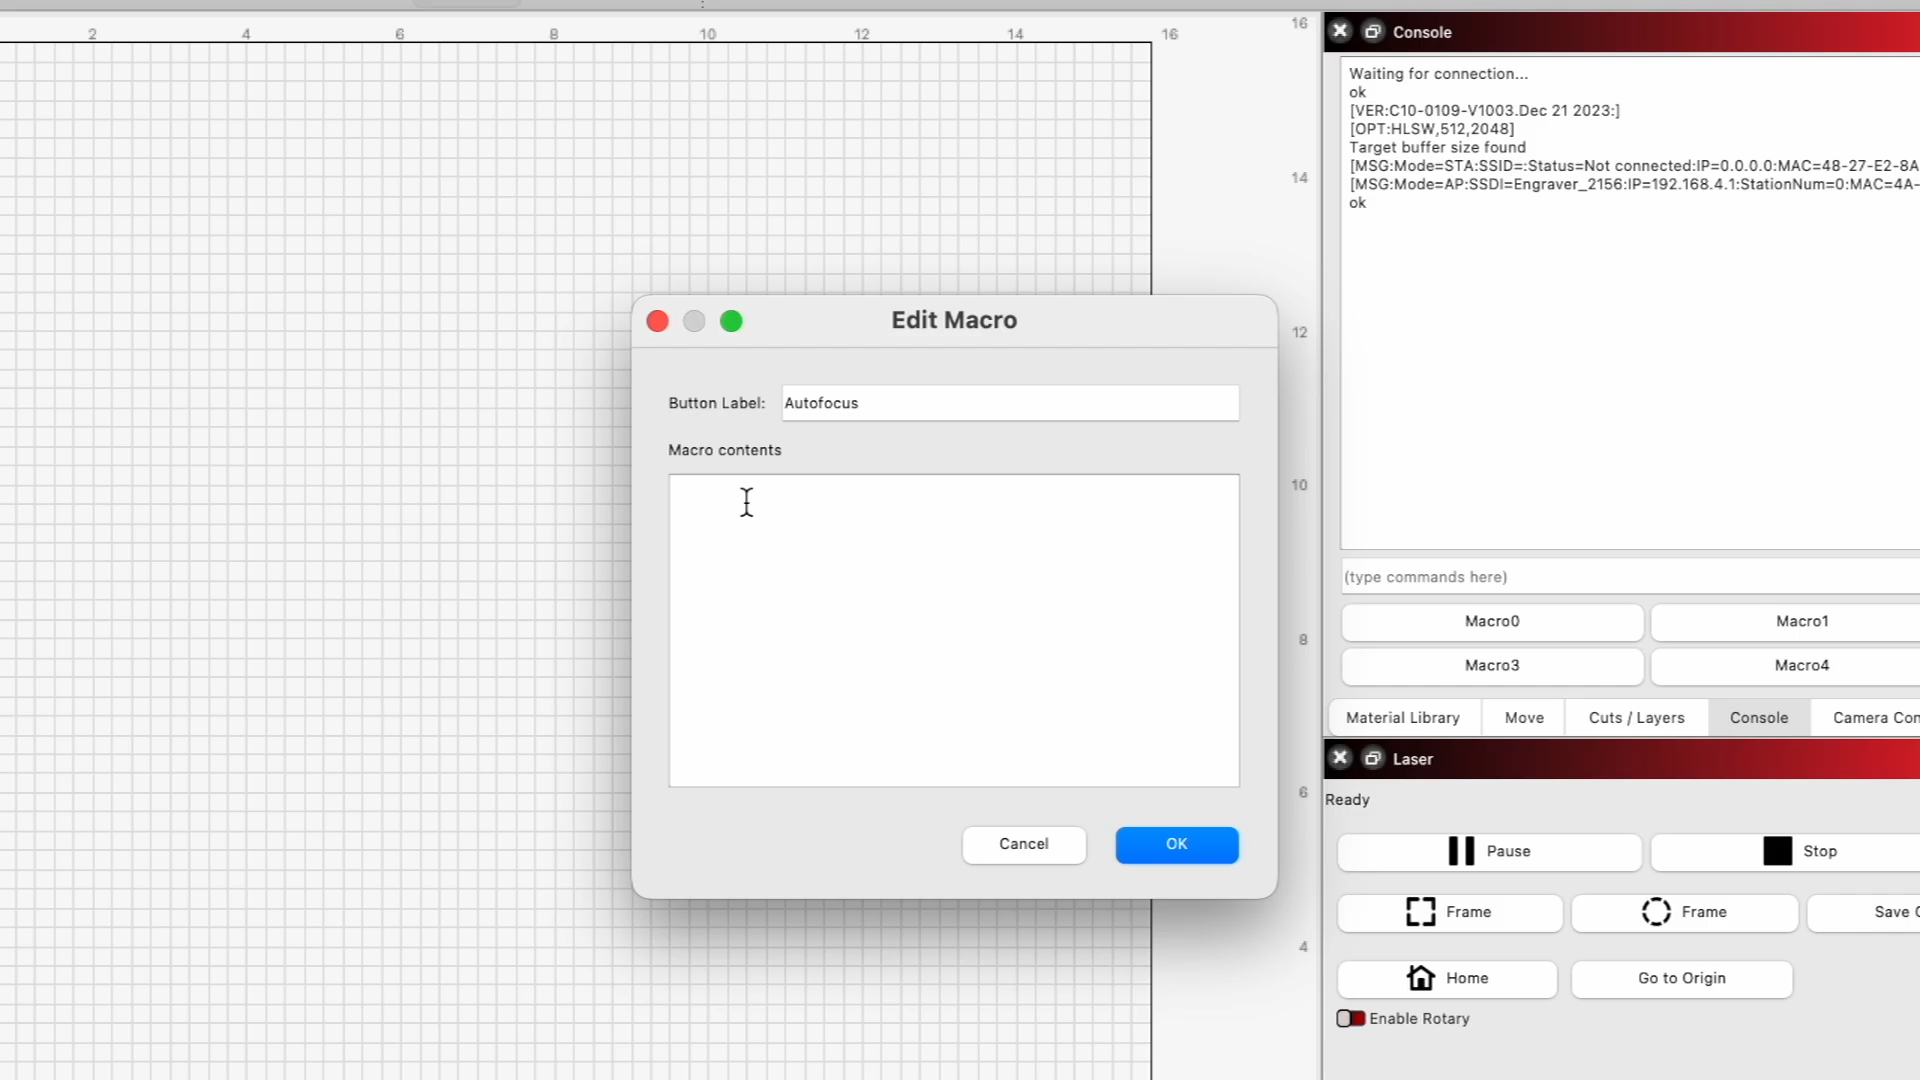 2 4 6 8 10 12 14 16
16
14
12
10
8
6
4
Console
Waiting for connection...
ok
[VER:C10-0109-V1003.Dec 21 2023:]
[OPT:HLSW,512,2048]
Target buffer size found
[MSG:Mode=STA:SSID=:Status=Not connected:IP=0.0.0.0:MAC=48-27-E2-8A
[MSG:Mode=AP:SSDI=Engraver_2156:IP=192.168.4.1:StationNum=0:MAC=4A-
ok
Edit Macro
Button Label: Autofocus
Macro contents
Cancel OK
(type commands here)
Macro0 Macro1
Macro3 Macro4
Material Library Move Cuts / Layers Console Camera Con
Laser
Ready
Pause Stop
Frame Frame Save
Home Go to Origin
Enable Rotary